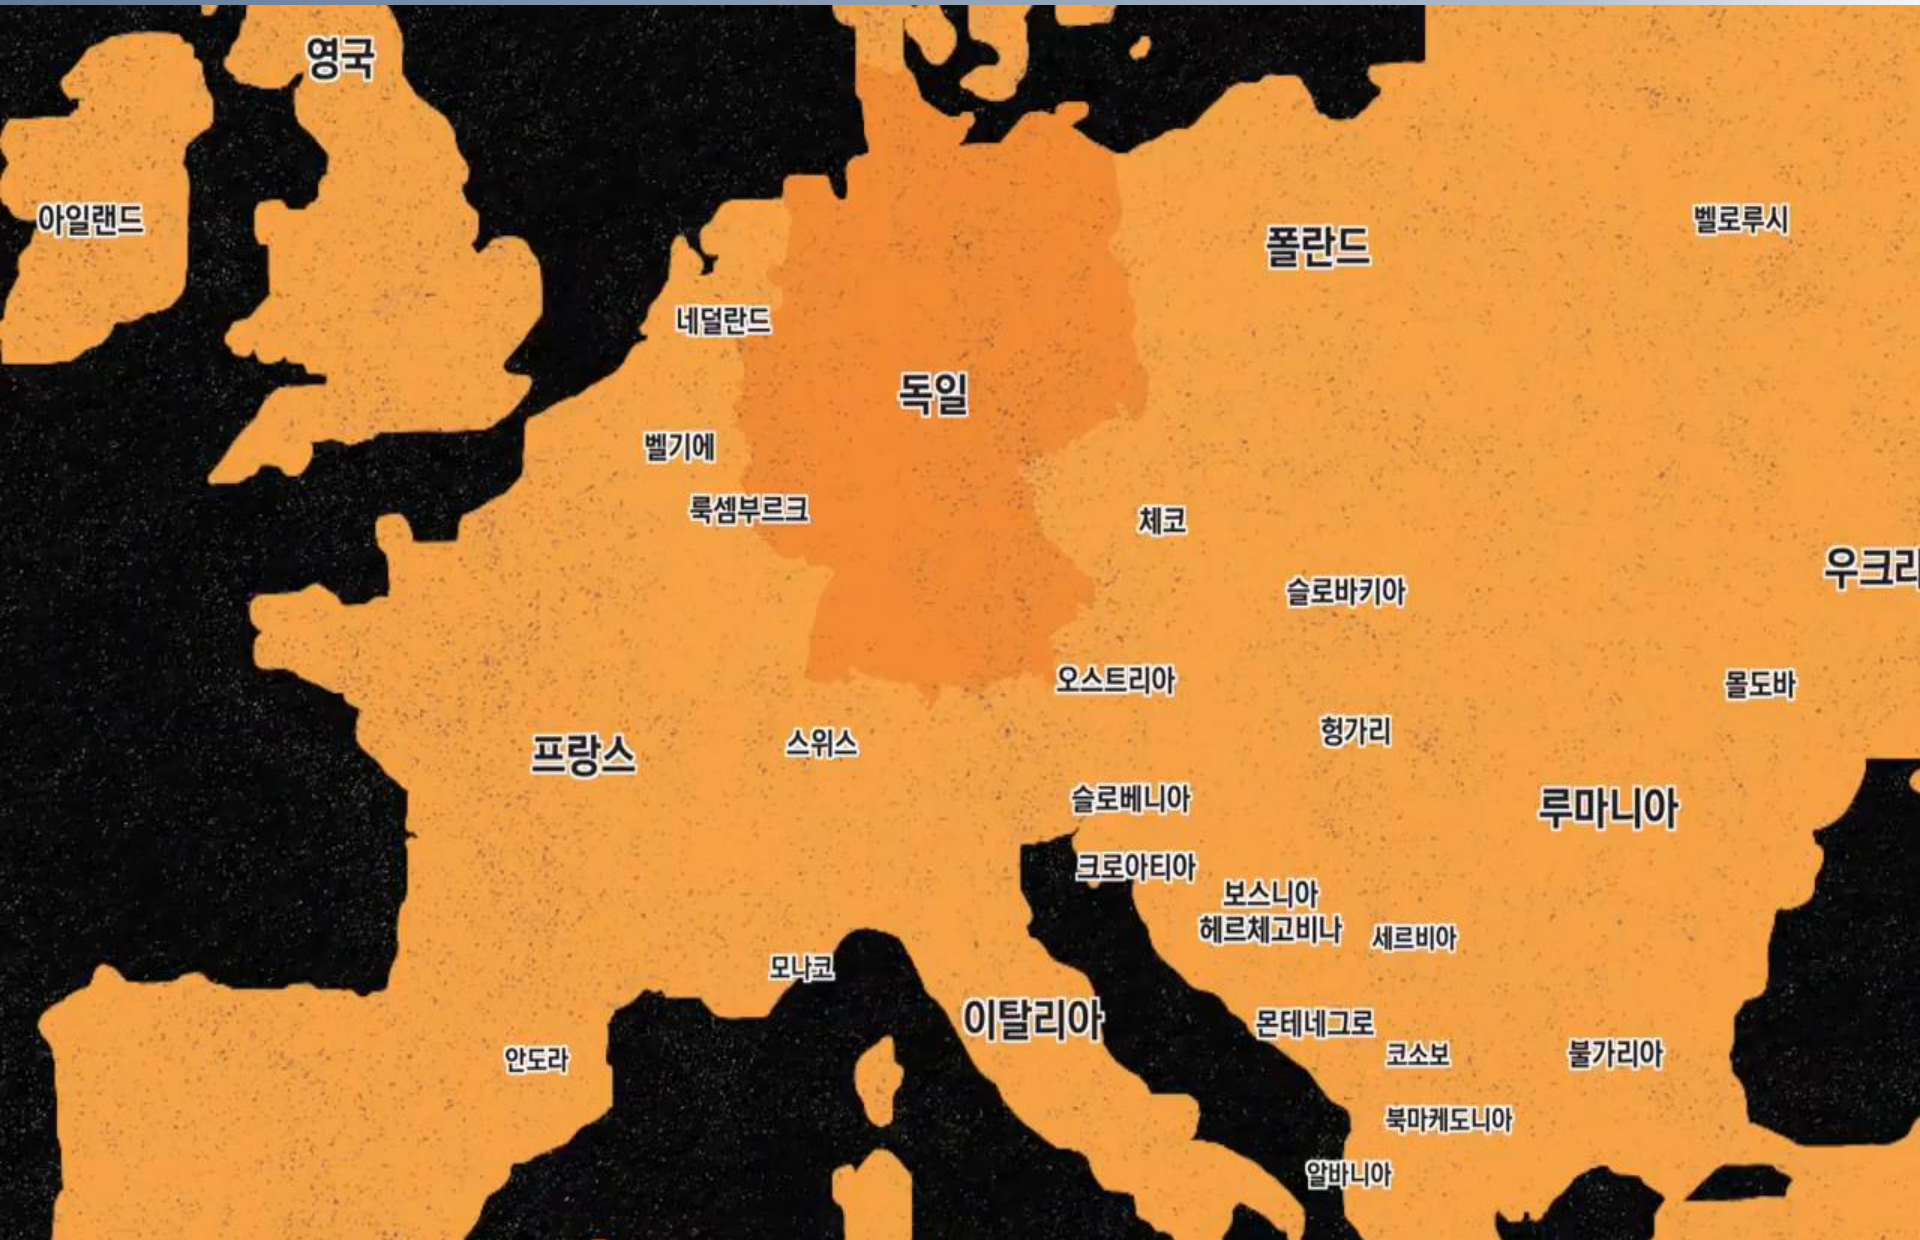 영국
아일랜드
벨로루시
폴란드
네덜란드
독일
벨기에
룩셈부르크
체코
우크라
슬로바키아
오스트리아
몰도바
헝가리
프랑스
스위스
슬로베니아
루마니아
크로아티아
보스니아
헤르체고비나
세르비아
모나코
이탈리아
몬테네그로
코소보
불가리아
안도라
북마케도니아
알바니아